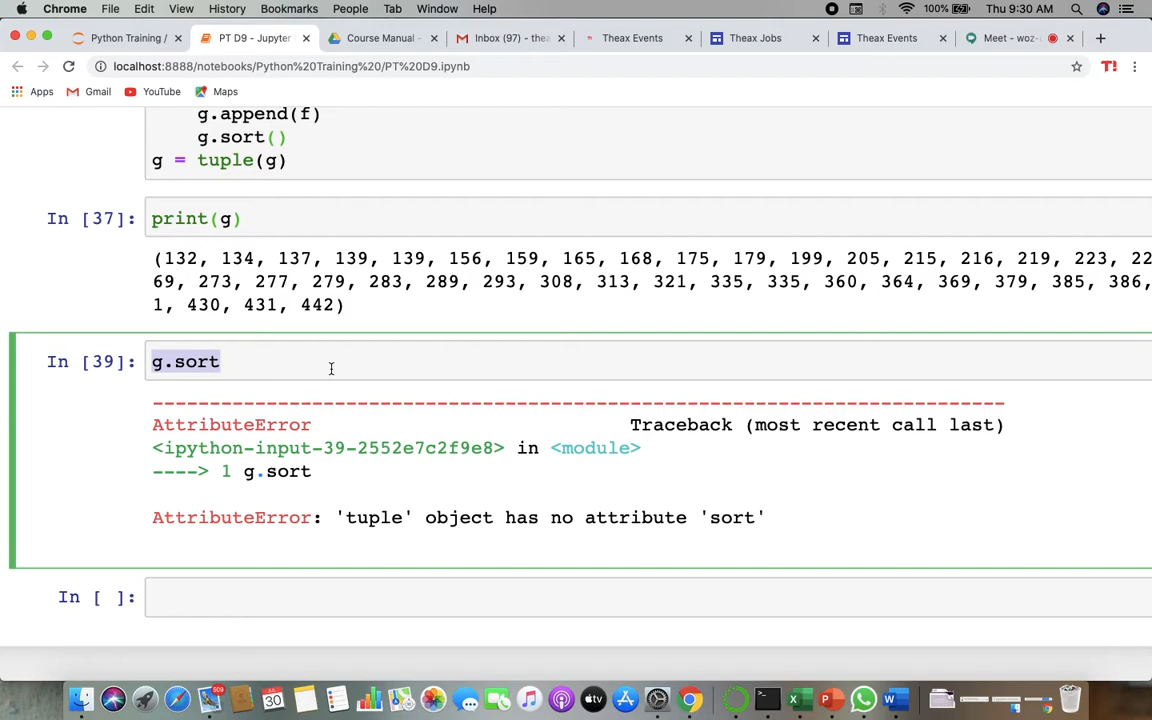 Chrome File Edit View History Bookmarks People Tab Window Help 100% Thu 9:30 AM
Python Training / PT D9 - Jupyter Course Manual - Inbox (97) - thea Theax Events Theax Jobs Theax Events Meet - woz-
localhost:8888/notebooks/Python%20Training%20/PT%20D9.ipynb T!
Apps Gmail YouTube Maps
g.append(f)
g.sort()
g = tuple(g)
In [37]: print(g)
(132, 134, 137, 139, 139, 156, 159, 165, 168, 175, 179, 199, 205, 215, 216, 219, 223, 22
69, 273, 277, 279, 283, 289, 293, 308, 313, 321, 335, 335, 360, 364, 369, 379, 385, 386,
1, 430, 431, 442)
In [39]: g.sort
---------------------------------------------------------------------------
AttributeError Traceback (most recent call last)
<ipython-input-39-2552e7c2f9e8> in <module>
----> 1 g.sort
AttributeError: 'tuple' object has no attribute 'sort'
In [ ]:
509
30
tv